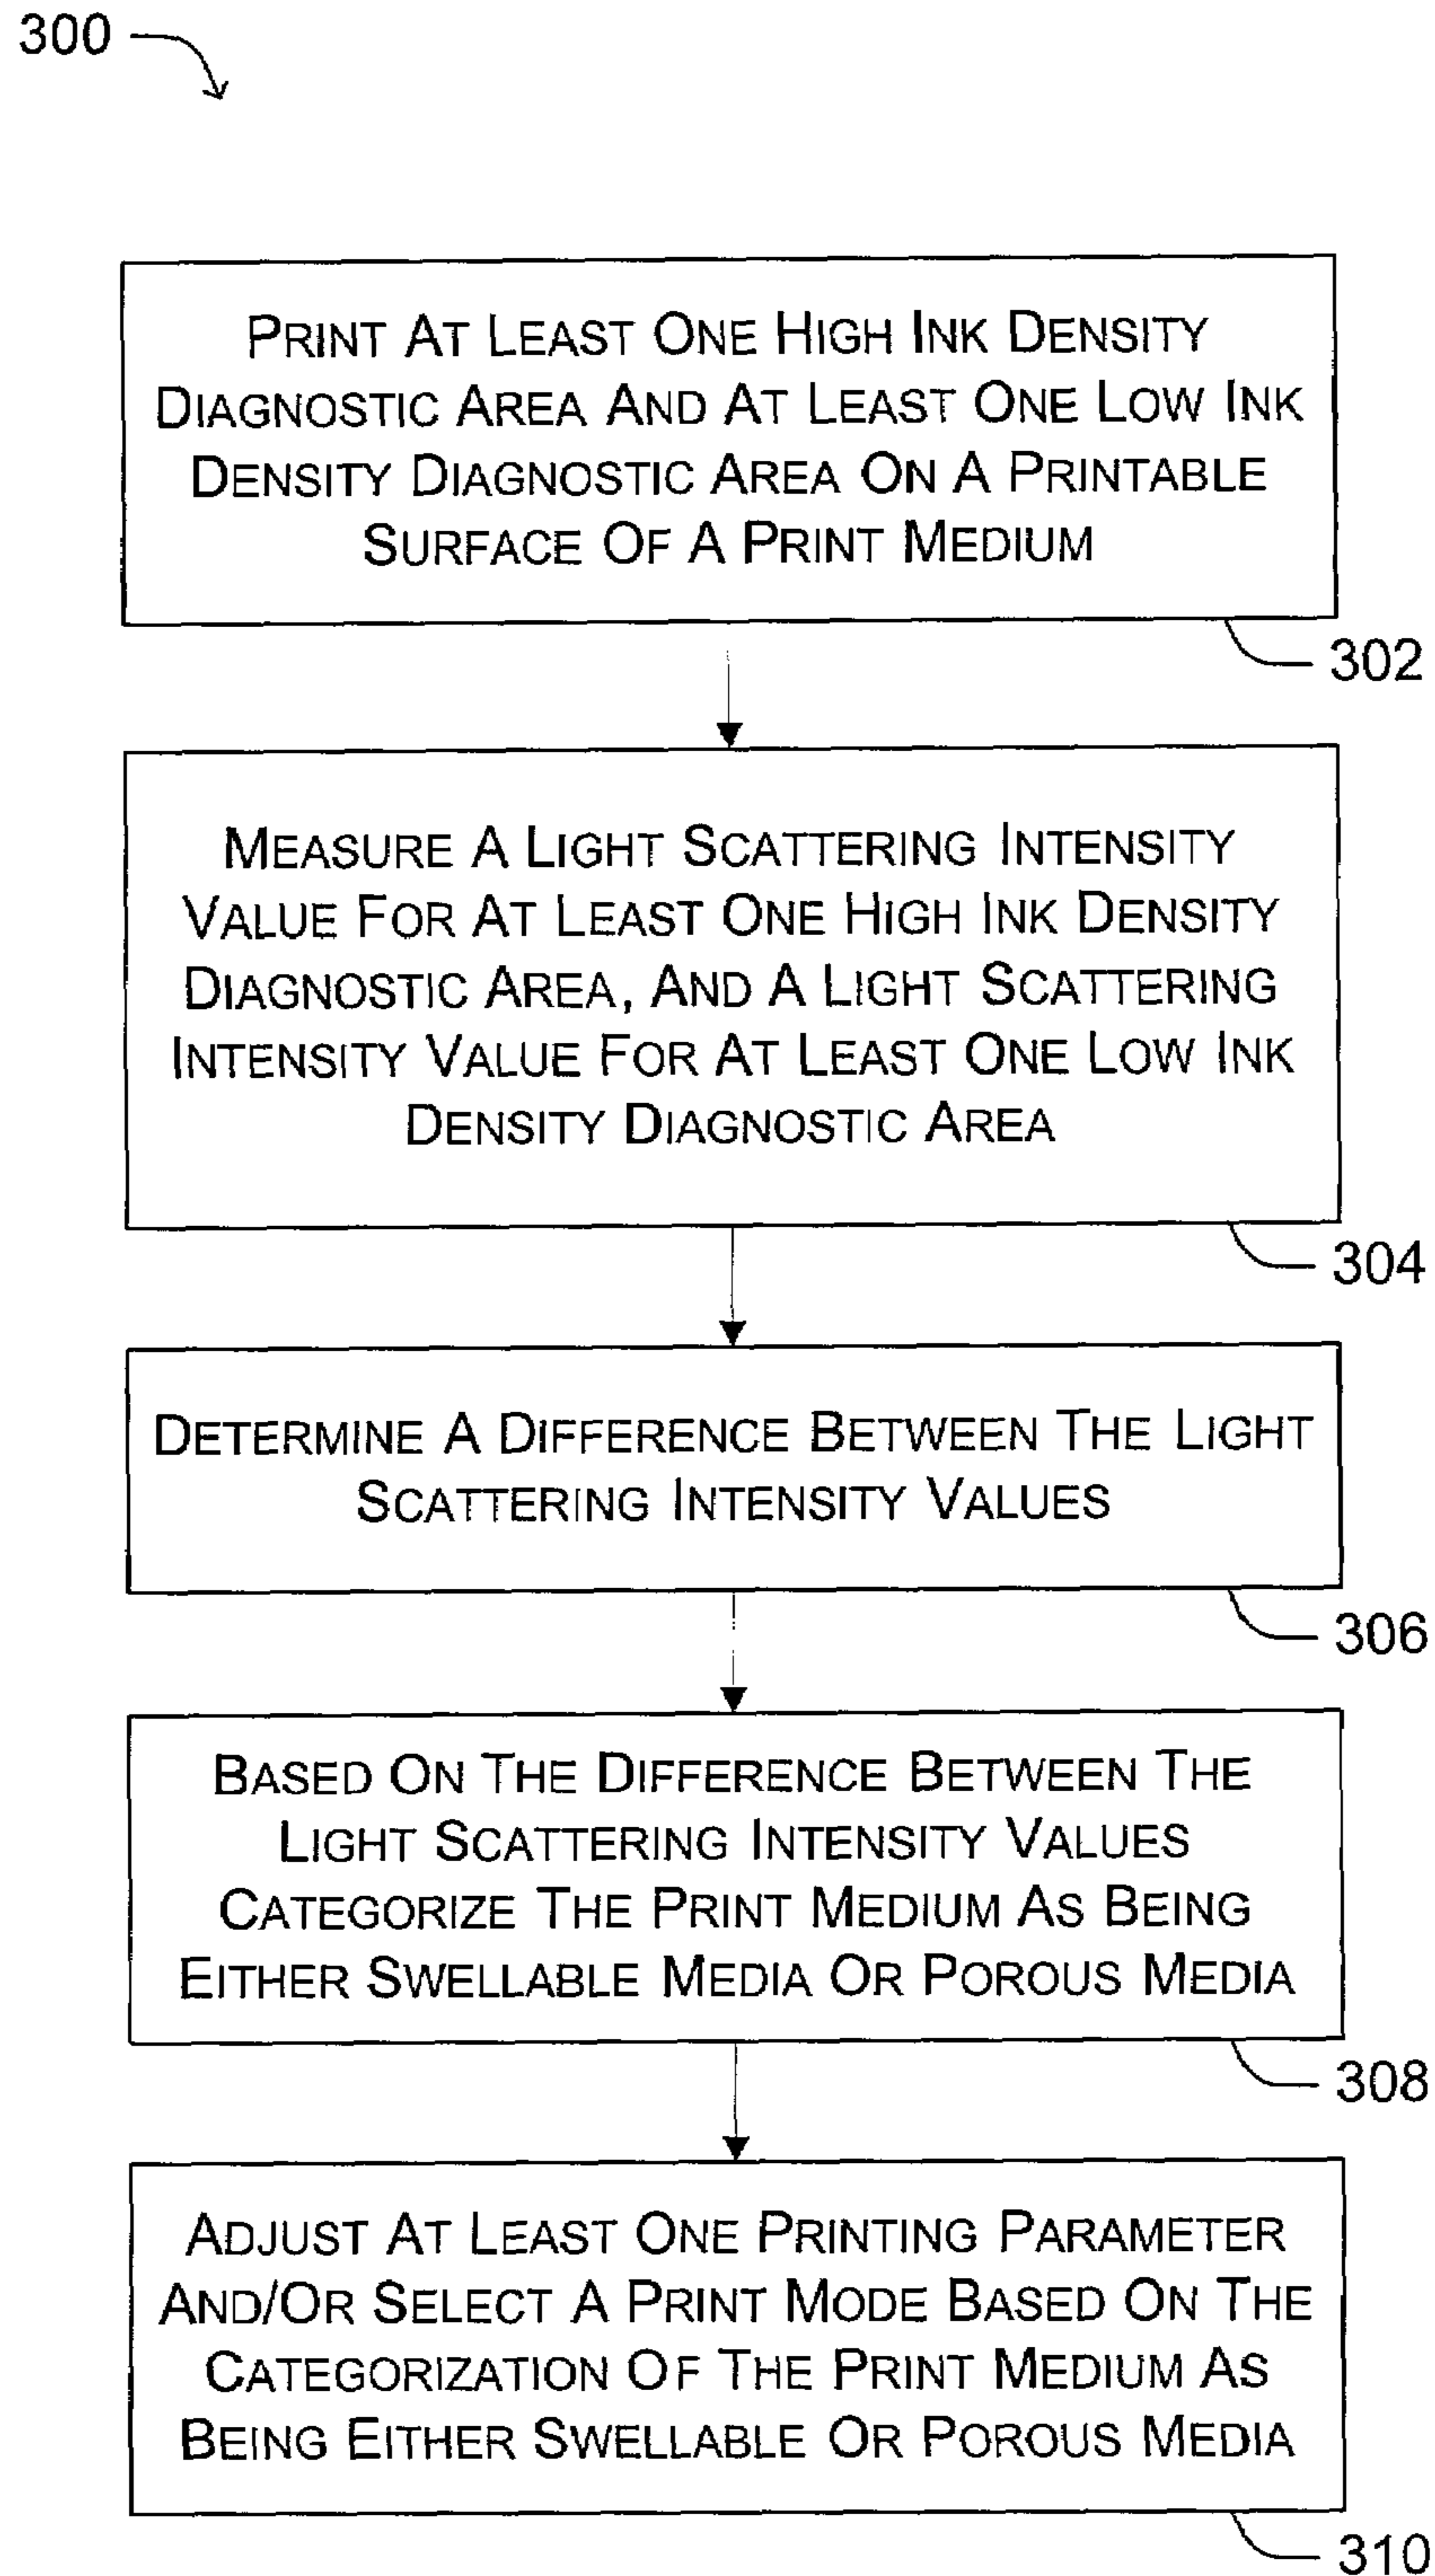 300
PRINT AT LEAST ONE HIGH INK DENSITY
DIAGNOSTIC AREA AND AT LEAST ONE LOW INK
DENSITY DIAGNOSTIC AREA ON A PRINTABLE
SURFACE OF A PRINT MEDIUM
302
MEASURE A LIGHT SCATTERING INTENSITY
VALUE FOR AT LEAST ONE HIGH INK DENSITY
DIAGNOSTIC AREA, AND A LIGHT SCATTERING
INTENSITY VALUE FOR AT LEAST ONE LOW INK
DENSITY DIAGNOSTIC AREA
304
DETERMINE A DIFFERENCE BETWEEN THE LIGHT
SCATTERING INTENSITY VALUES
306
BASED ON THE DIFFERENCE BETWEEN THE
LIGHT SCATTERING INTENSITY VALUES
CATEGORIZE THE PRINT MEDIUM AS BEING
EITHER SWELLABLE MEDIA OR POROUS MEDIA
308
ADJUST AT LEAST ONE PRINTING PARAMETER
AND/OR SELECT A PRINT MODE BASED ON THE
CATEGORIZATION OF THE PRINT MEDIUM AS
BEING EITHER SWELLABLE OR POROUS MEDIA
310